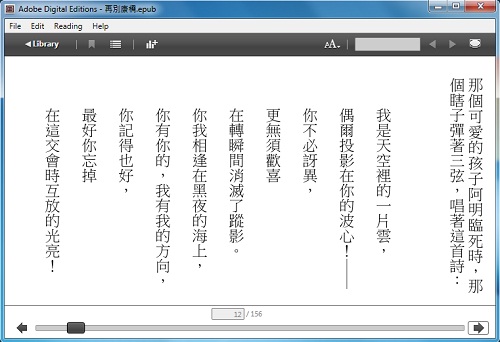 Adobe Digital Editions - 再別康橋.epub
File Edit Reading Help
Library
AA
那個可愛的孩子阿明臨死時，那
個瞎子彈著三弦，唱著這首詩：
我是天空裡的一片雲，
偶爾投影在你的波心！——
你不必訝異，
更無須歡喜
在轉瞬間消滅了蹤影。
你我相逢在黑夜的海上，
你有你的，我有我的方向，
你記得也好，
最好你忘掉
在這交會時互放的光亮！
12 / 156